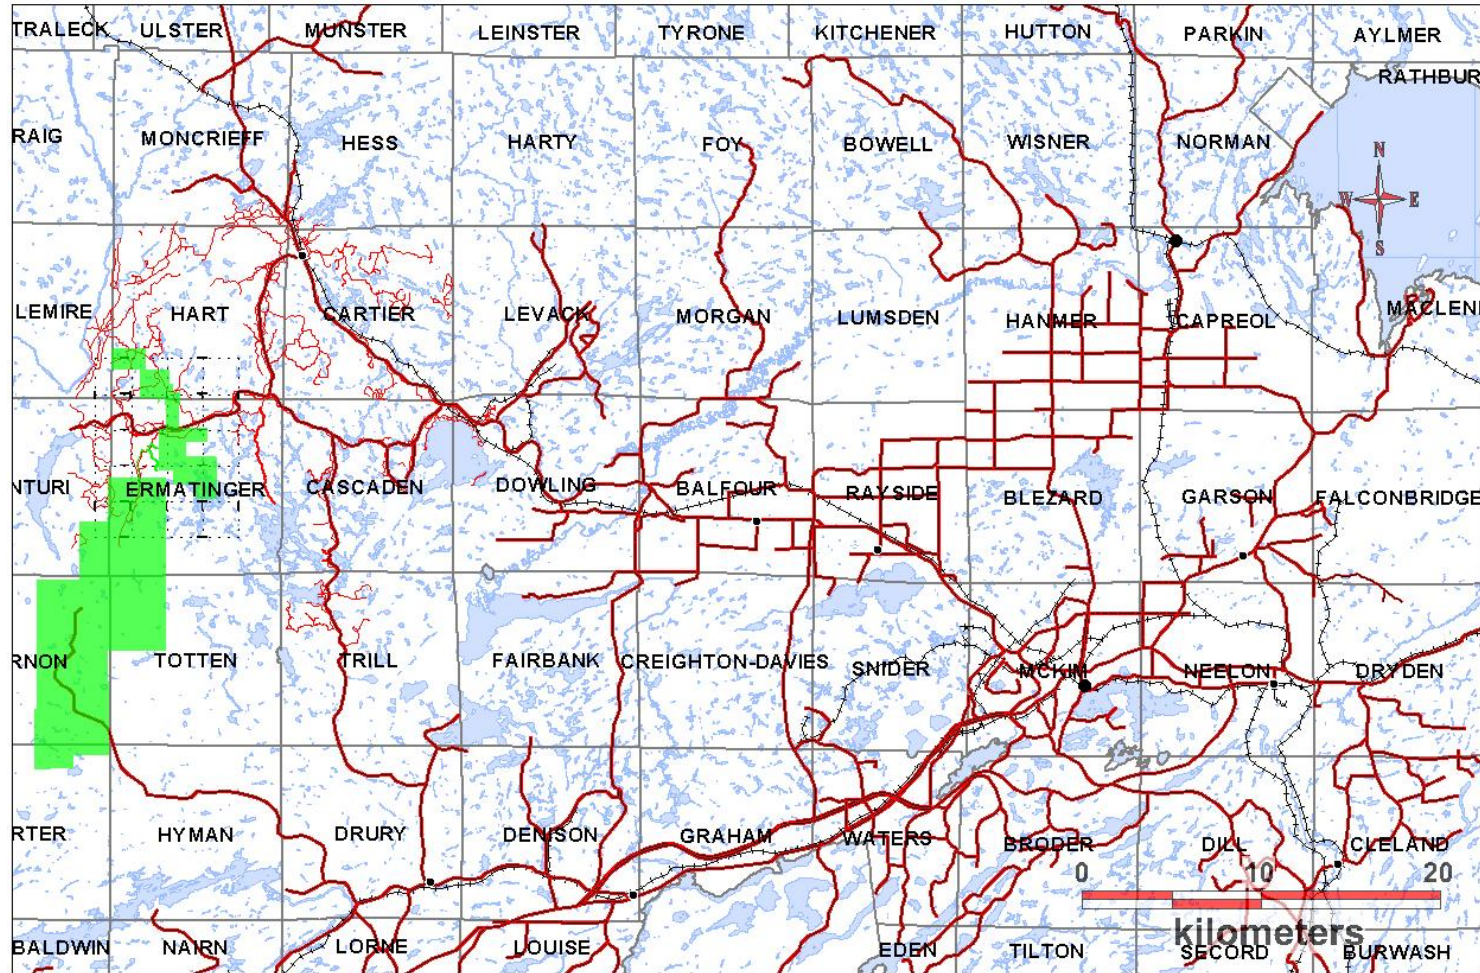 TRALECK ULSTER MUNSTER LEINSTER TYRONE KITCHENER HUTTON PARKIN AYLMER
RATHBUR
RAIG MONCRIEFF HESS HARTY FOY BOWELL WISNER NORMAN
N
W E
S
LEMIRE HART CARTIER LEVACK MORGAN LUMSDEN HANMER CAPREOL MACLEN
NTURI ERMATINGER CASCADEN DOWLING BALFOUR RAYSIDE BLEZARD GARSON FALCONBRIDGE
RNON TOTTEN TRILL FAIRBANK CREIGHTON-DAVIES SNIDER MCKIM NEELON DRYDEN
RTER HYMAN DRURY DENISON GRAHAM WATERS BRODER DILL CLELAND
0 10 20
kilometers
BALDWIN NAIRN LORNE LOUISE EDEN TILTON SECORD BURWASH